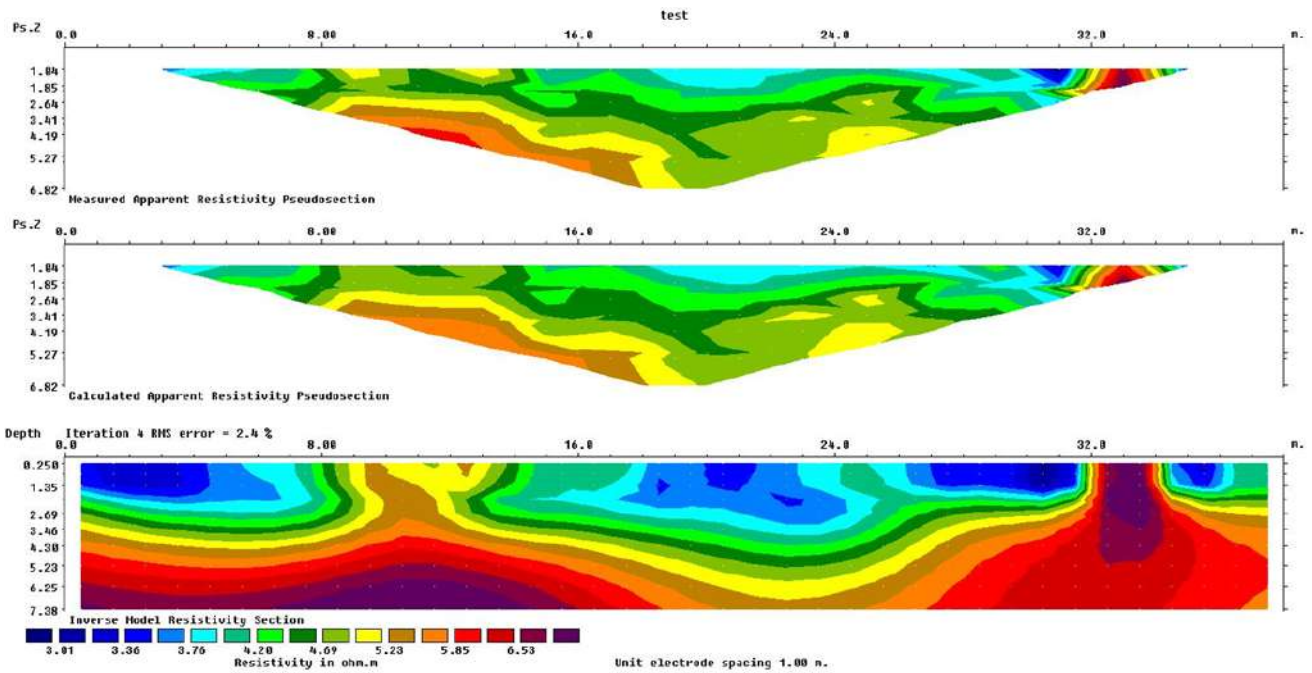 test
Ps.Z 0.0 8.00 16.0 24.0 32.0 m.
1.04
1.85
2.64
3.41
4.19
5.27
6.82
Measured Apparent Resistivity Pseudosection
Ps.Z 0.0 8.00 16.0 24.0 32.0 m.
1.04
1.85
2.64
3.41
4.19
5.27
6.82
Calculated Apparent Resistivity Pseudosection
Depth Iteration 4 RMS error = 2.4 %
0.0 8.00 16.0 24.0 32.0 m.
0.250
1.35
2.69
3.46
4.30
5.23
6.25
7.38
Inverse Model Resistivity Section
3.01 3.36 3.76 4.20 4.69 5.23 5.85 6.53
Resistivity in ohm.m Unit electrode spacing 1.00 m.